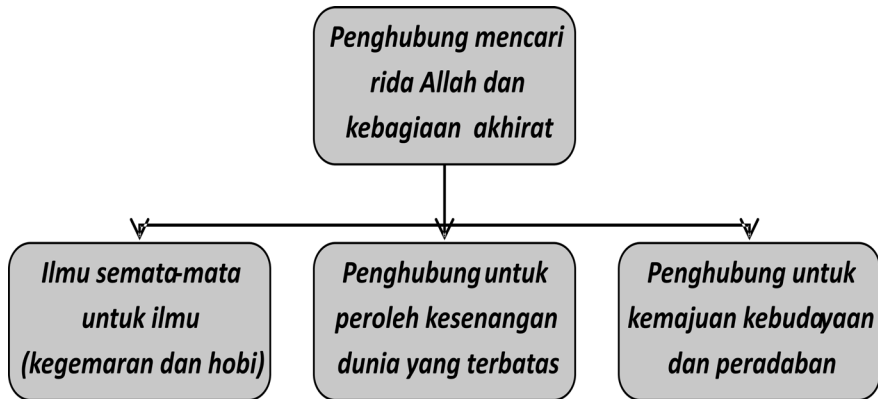 Penghubung mencari
rida Allah dan
kebagiaan akhirat
Ilmu semata-mata
untuk ilmu
(kegemaran dan hobi)
Penghubung untuk
peroleh kesenangan
dunia yang terbatas
Penghubung untuk
kemajuan kebudayaan
dan peradaban